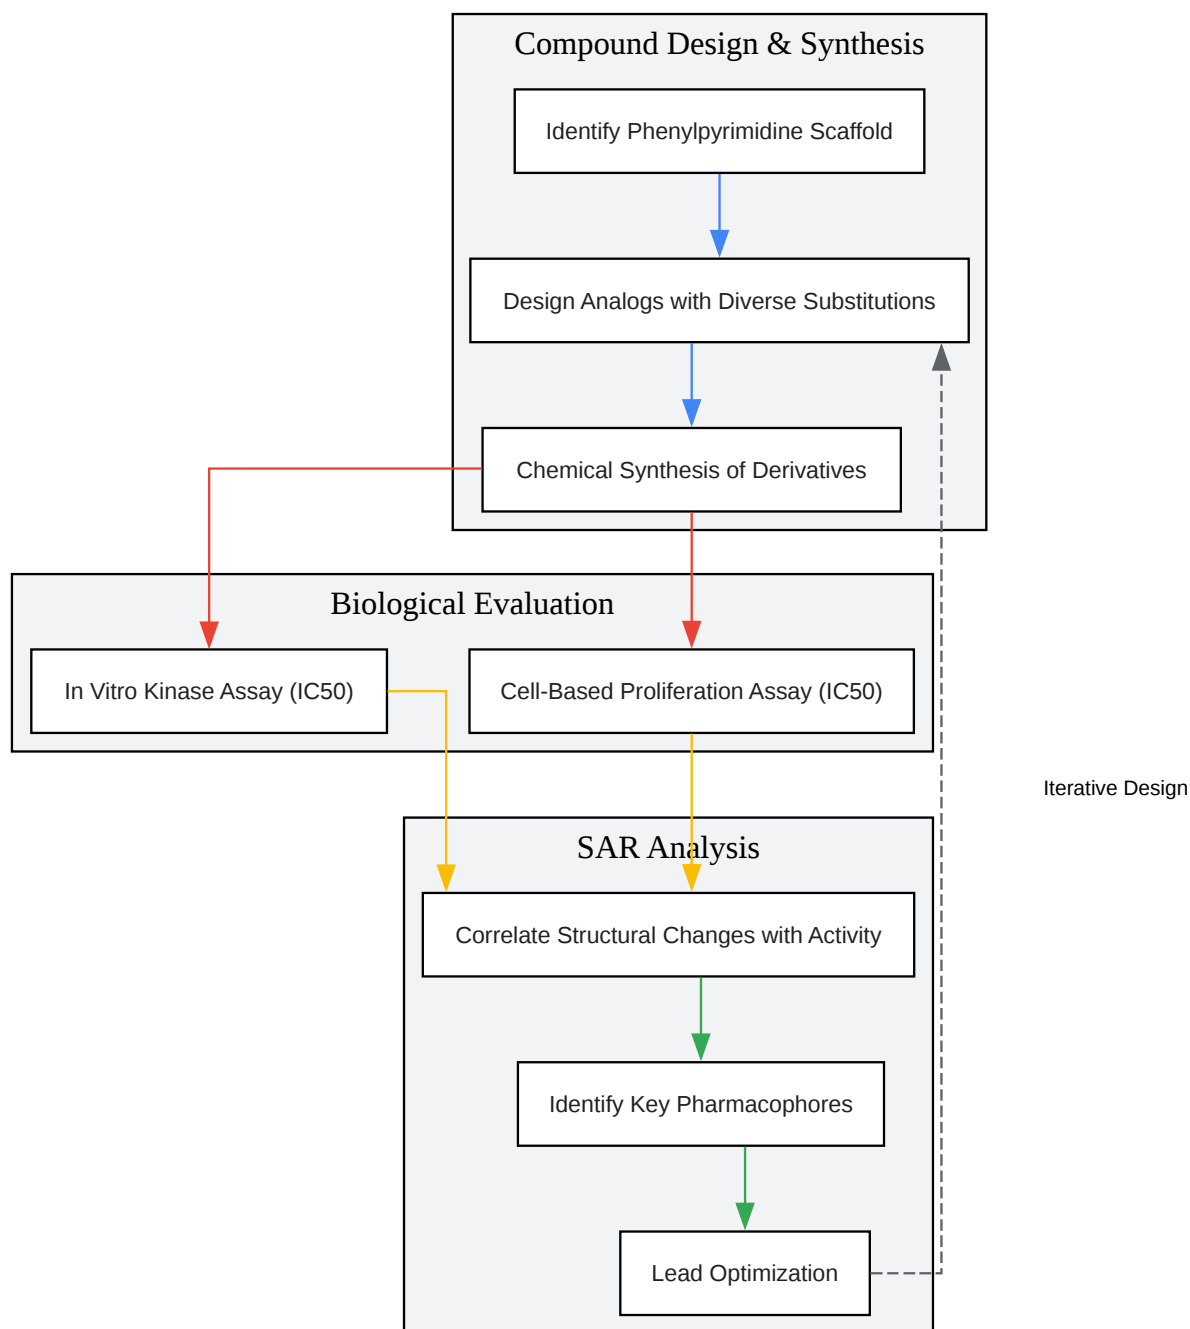 Compound Design & Synthesis
Identify Phenylpyrimidine Scaffold
Design Analogs with Diverse Substitutions
Chemical Synthesis of Derivatives
Biological Evaluation
In Vitro Kinase Assay (IC50)
Cell-Based Proliferation Assay (IC50)
Iterative Design
SAR Analysis
Correlate Structural Changes with Activity
Identify Key Pharmacophores
Lead Optimization